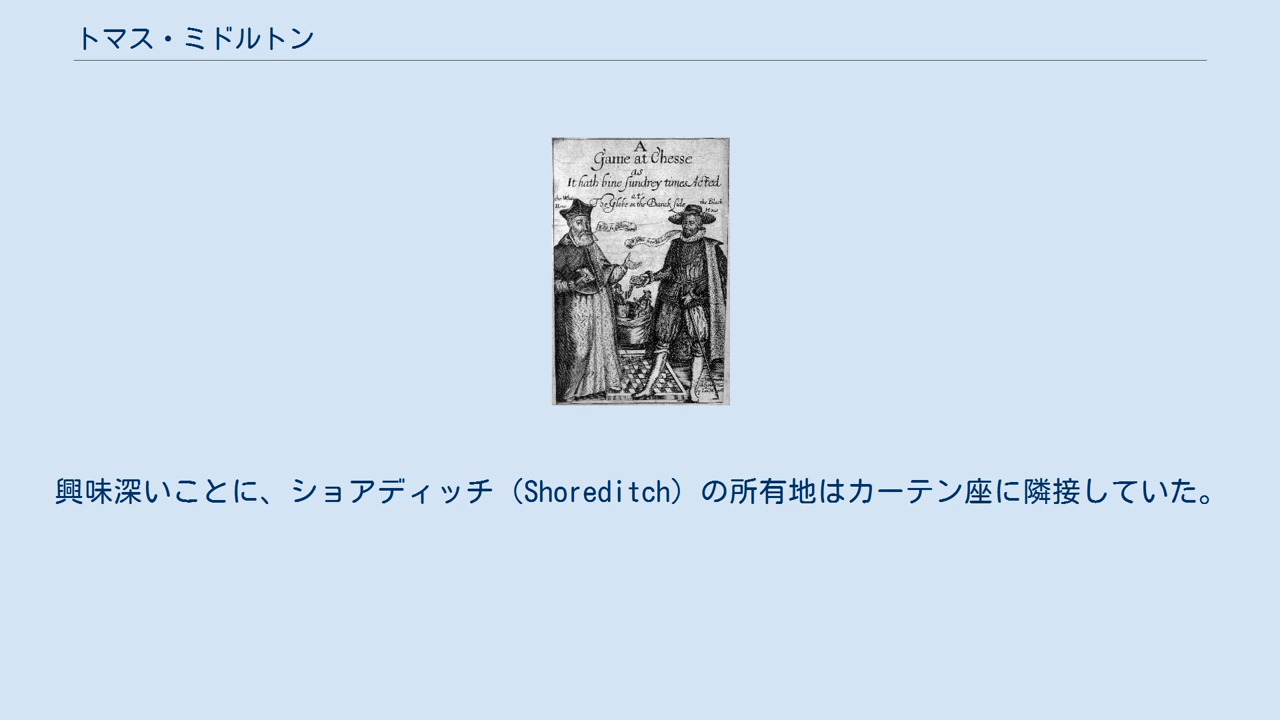 トマス・ミドルトン
A
Game at Chesse
as
It hath bine sundrey times Acted
at
The Globe on the Banck side
the Black
興味深いことに、ショアディッチ（Shoreditch）の所有地はカーテン座に隣接していた。